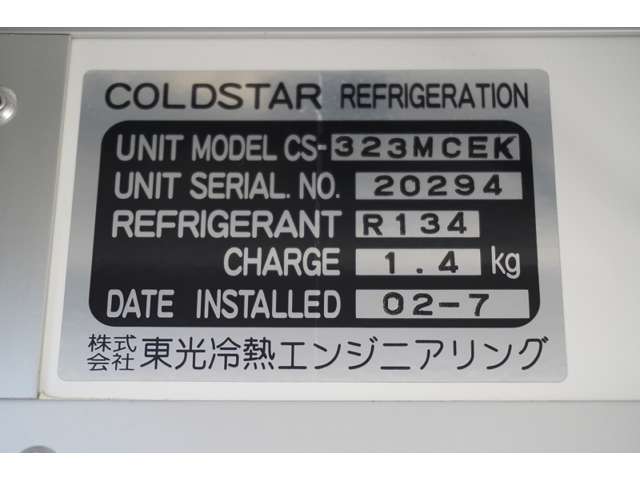 COLDSTAR REFRIGERATION
UNIT MODEL CS-323MCEK
UNIT SERIAL. NO. 20294
REFRIGERANT R134
CHARGE 1.4 kg
DATE INSTALLED 02-7
株式会社東光冷熱エンジニアリング